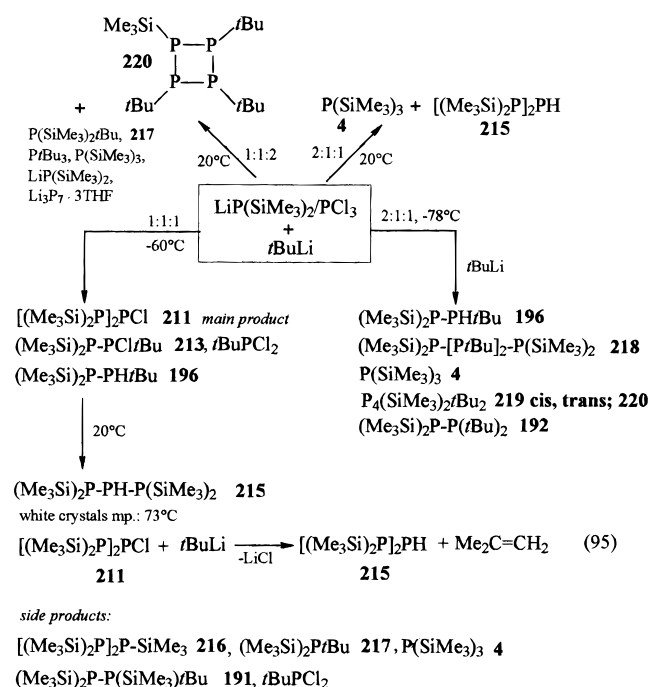 Me3Si tBu
P P
220
P P
+ tBu tBu
P(SiMe3)3 + [(Me3Si)2P]2PH
4 215
P(SiMe3)2tBu, 217
PtBu3, P(SiMe3)3,
LiP(SiMe3)2,
Li3P7 · 3THF
20°C 1:1:2
2:1:1 20°C
LiP(SiMe3)2/PCl3
+
tBuLi
1:1:1
-60°C
2:1:1, -78°C
tBuLi
[(Me3Si)2P]2PCl 211 main product
(Me3Si)2P-PCltBu 213, tBuPCl2
(Me3Si)2P-PHtBu 196
(Me3Si)2P-PHtBu 196
(Me3Si)2P-[PtBu]2-P(SiMe3)2 218
P(SiMe3)3 4
P4(SiMe3)2tBu2 219 cis, trans; 220
(Me3Si)2P-P(tBu)2 192
20°C
(Me3Si)2P-PH-P(SiMe3)2 215
white crystals mp.: 73°C
[(Me3Si)2P]2PCl + tBuLi -LiCl [(Me3Si)2P]2PH + Me2C=CH2 (95)
211 215
side products:
[(Me3Si)2P]2P-SiMe3 216, (Me3Si)2PtBu 217, P(SiMe3)3 4
(Me3Si)2P-P(SiMe3)tBu 191, tBuPCl2